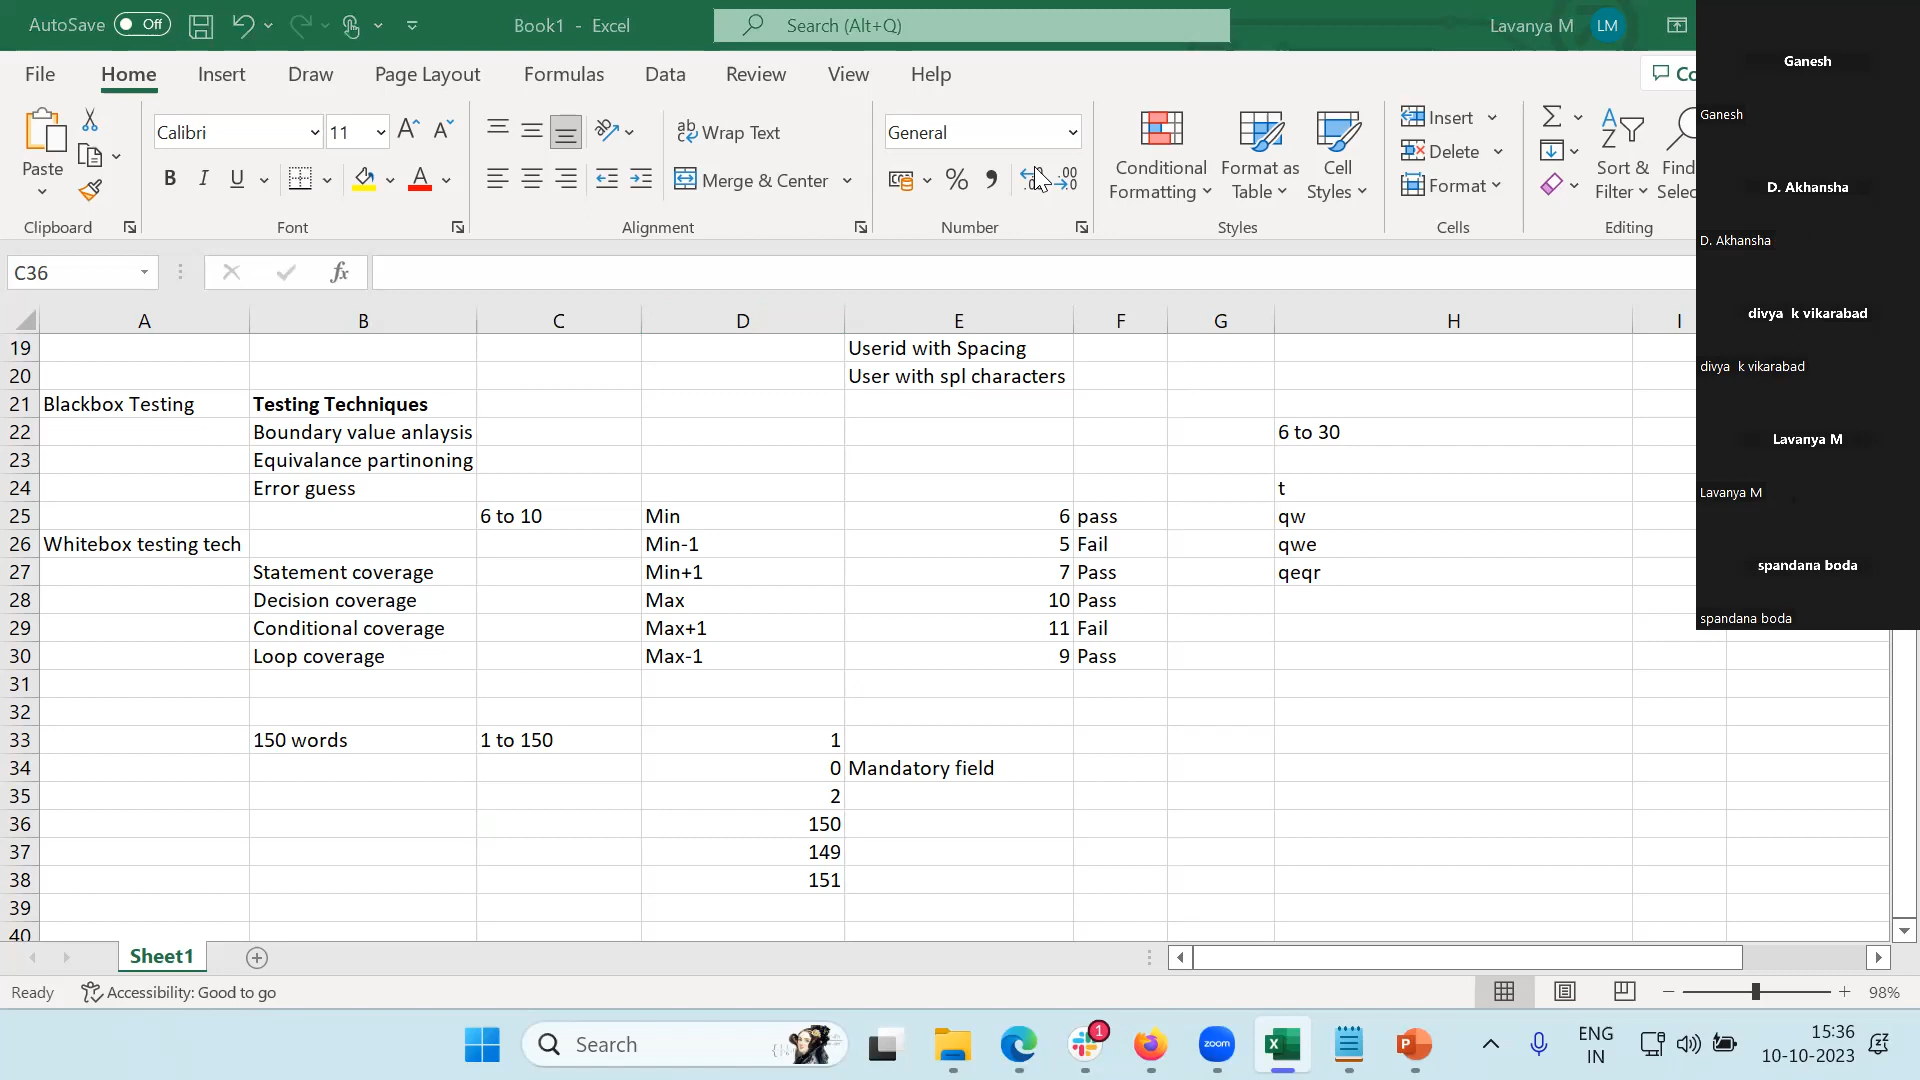 AutoSave Off Book1 - Excel Search (Alt+Q) Lavanya M LM
File Home Insert Draw Page Layout Formulas Data Review View Help Co
Calibri 11 Wrap Text General Insert
Paste Conditional Format as Cell Delete Sort & Find
B I U Merge & Center % Formatting Table Styles Format Filter Selec
Clipboard Font Alignment Number Styles Cells Editing
C36 fx
A B C D E F G H I
19 Userid with Spacing
20 User with spl characters
21 Blackbox Testing Testing Techniques
22 Boundary value anlaysis 6 to 30
23 Equivalance partinoning
24 Error guess t
25 6 to 10 Min 6 pass qw
26 Whitebox testing tech Min-1 5 Fail qwe
27 Statement coverage Min+1 7 Pass qeqr
28 Decision coverage Max 10 Pass
29 Conditional coverage Max+1 11 Fail
30 Loop coverage Max-1 9 Pass
31
32
33 150 words 1 to 150 1
34 0 Mandatory field
35 2
36 150
37 149
38 151
39
40
Sheet1
Ready Accessibility: Good to go 98%
Ganesh
Ganesh
D. Akhansha
D. Akhansha
divya k vikarabad
divya k vikarabad
Lavanya M
Lavanya M
spandana boda
spandana boda
Search 1 zoom X P
ENG
IN
15:36
10-10-2023